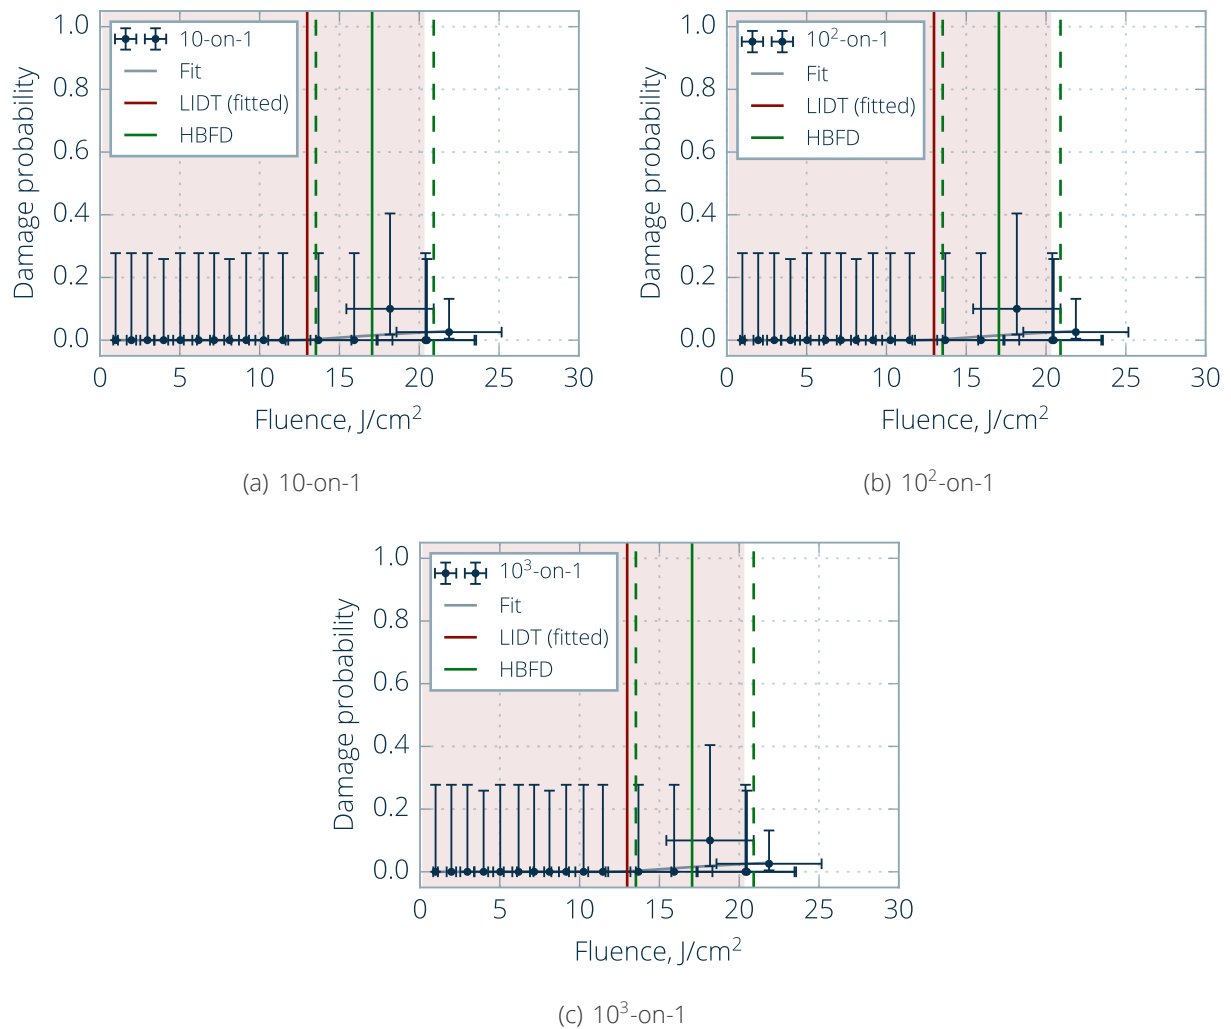 1.0
0.8
0.6
0.4
0.2
0.0
Damage probability
10-on-1
Fit
LIDT (fitted)
HBFD
0 5 10 15 20 25 30
Fluence, J/cm²
(a) 10-on-1
1.0
0.8
0.6
0.4
0.2
0.0
Damage probability
10²-on-1
Fit
LIDT (fitted)
HBFD
0 5 10 15 20 25 30
Fluence, J/cm²
(b) 10²-on-1
1.0
0.8
0.6
0.4
0.2
0.0
Damage probability
10³-on-1
Fit
LIDT (fitted)
HBFD
0 5 10 15 20 25 30
Fluence, J/cm²
(c) 10³-on-1